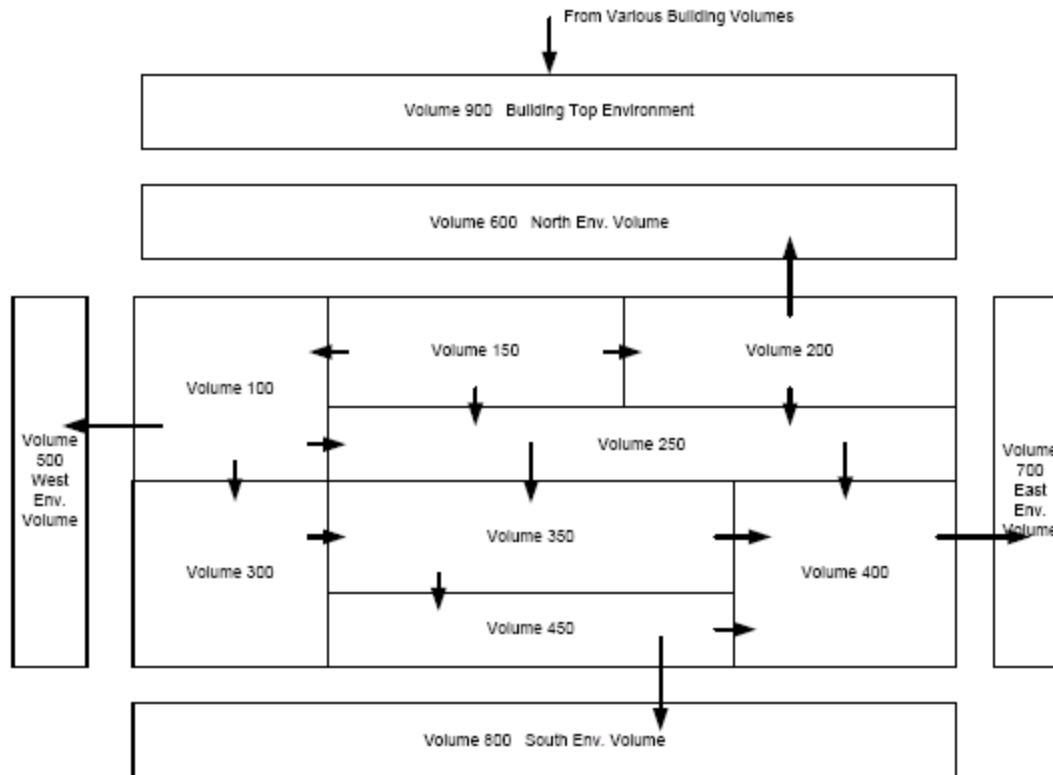 From Various Building Volumes
Volume 900 Building Top Environment
Volume 600 North Env. Volume
Volume 150
Volume 200
Volume 100
Volume 250
Volume
500
West
Env.
Volume
Volume
700
East
Env.
Volume
Volume 350
Volume 300
Volume 400
Volume 450
Volume 800 South Env. Volume